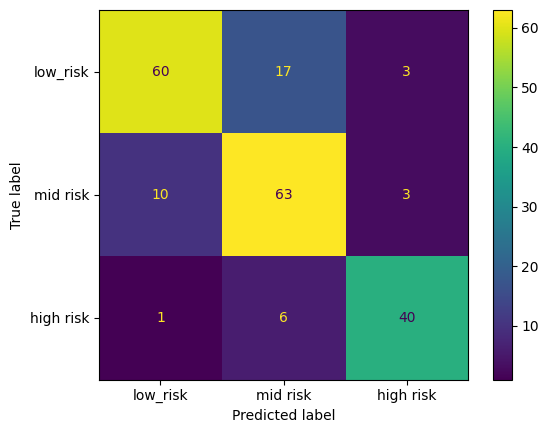 low_risk 60 17 3 60
mid risk 10 63 3 50
high risk 1 6 40 40
30
20
10
low_risk mid risk high risk
Predicted label
True label